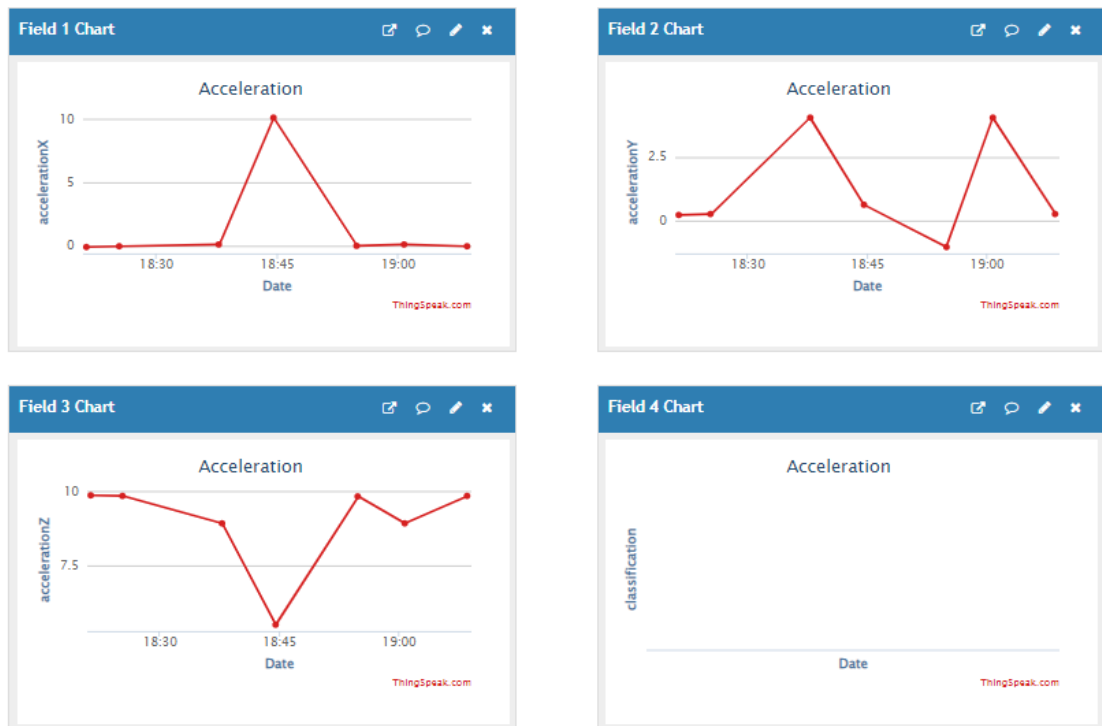 Field 1 Chart
Acceleration
accelerationX
10
5
0
18:30 18:45 19:00
Date
ThingSpeak.com
Field 2 Chart
Acceleration
accelerationY
2.5
0
18:30 18:45 19:00
Date
ThingSpeak.com
Field 3 Chart
Acceleration
accelerationZ
10
7.5
18:30 18:45 19:00
Date
ThingSpeak.com
Field 4 Chart
Acceleration
classification
Date
ThingSpeak.com